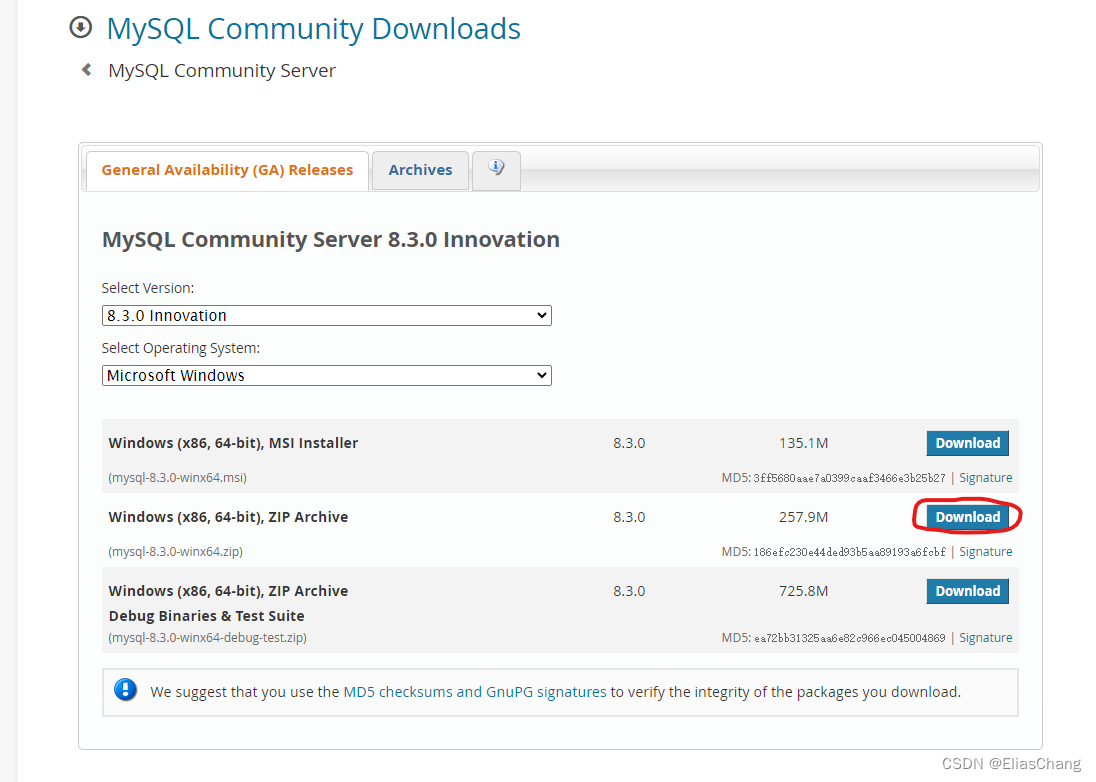 MySQL Community Downloads
MySQL Community Server
General Availability (GA) Releases
Archives
MySQL Community Server 8.3.0 Innovation
Select Version:
8.3.0 Innovation
Select Operating System:
Microsoft Windows
Windows (x86, 64-bit), MSI Installer 8.3.0 135.1M Download
(mysql-8.3.0-winx64.msi) MD5: 3ff5680aae7a0399caaf3466e3b25b27 | Signature
Windows (x86, 64-bit), ZIP Archive 8.3.0 257.9M Download
(mysql-8.3.0-winx64.zip) MD5: 186efc230e44ded93b5aa89193a6fcbf | Signature
Windows (x86, 64-bit), ZIP Archive 8.3.0 725.8M Download
Debug Binaries & Test Suite
(mysql-8.3.0-winx64-debug-test.zip) MD5: ea72bb31325aa6e82c966ec045004869 | Signature
We suggest that you use the MD5 checksums and GnuPG signatures to verify the integrity of the packages you download.
CSDN @EliasChang